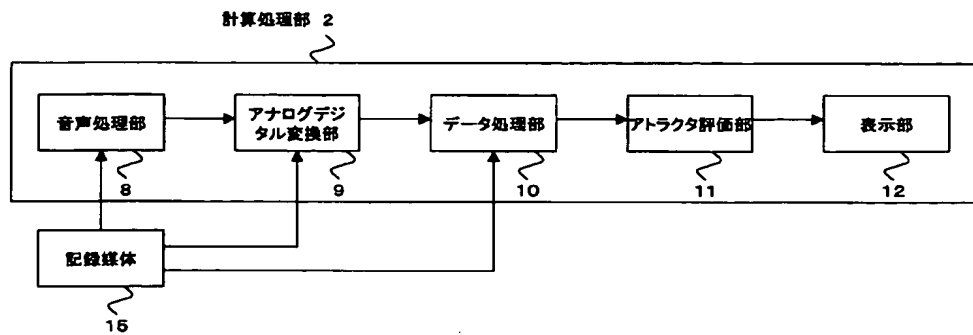 計算処理部 2
音声処理部
アナログデジ
タル変換部
データ処理部
アトラクタ評価部
表示部
8
9
10
11
12
記録媒体
15